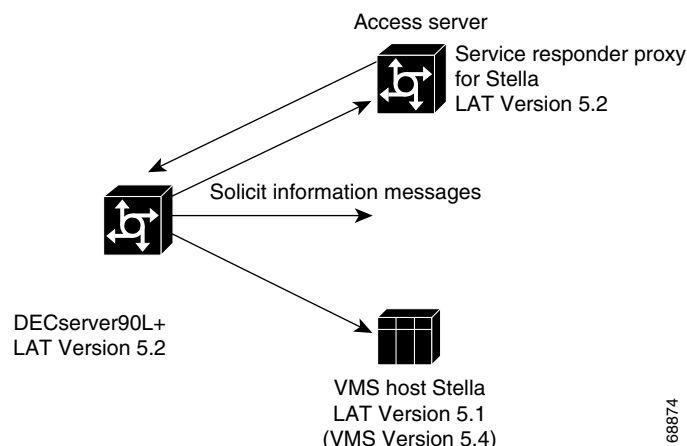 Access server
Service responder proxy
for Stella
LAT Version 5.2
Solicit information messages
DECserver90L+
LAT Version 5.2
VMS host Stella
LAT Version 5.1
(VMS Version 5.4)
68874